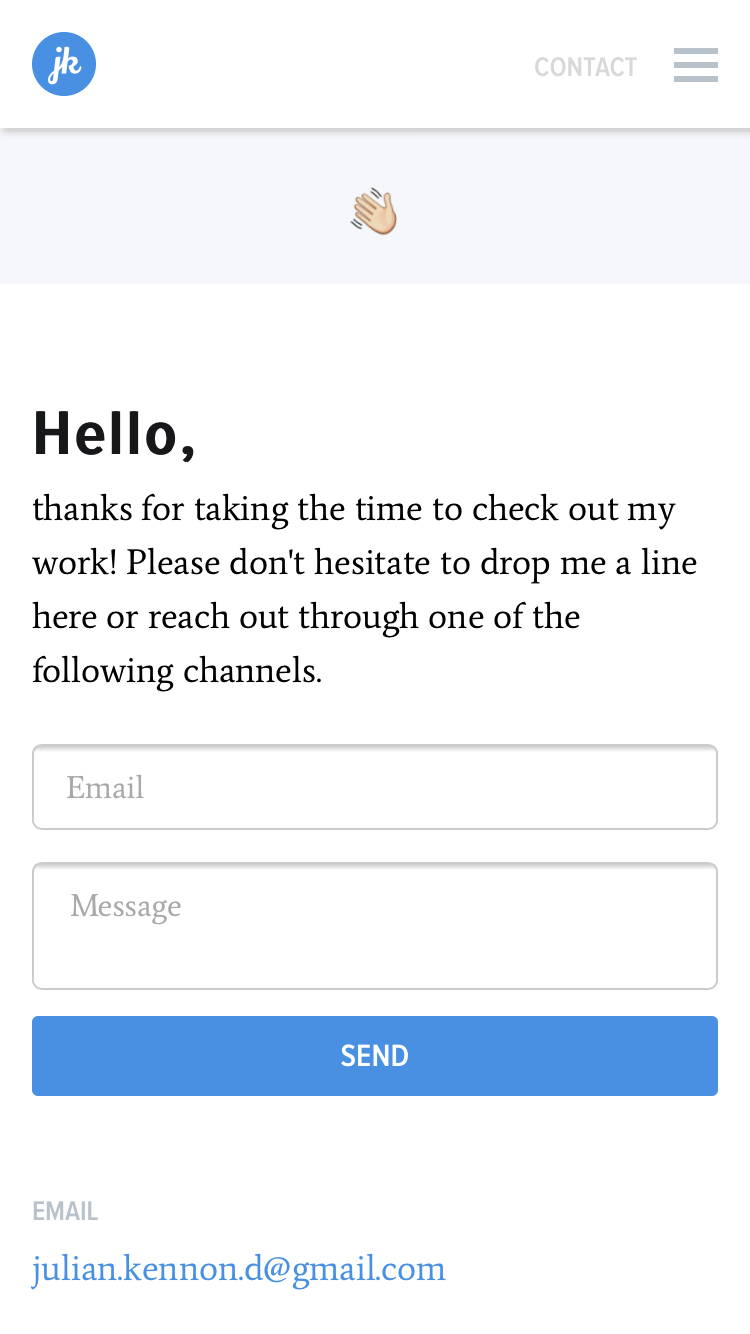 jk
CONTACT
Hello,
thanks for taking the time to check out my
work! Please don't hesitate to drop me a line
here or reach out through one of the
following channels.
Email
Message
SEND
EMAIL
julian.kennon.d@gmail.com